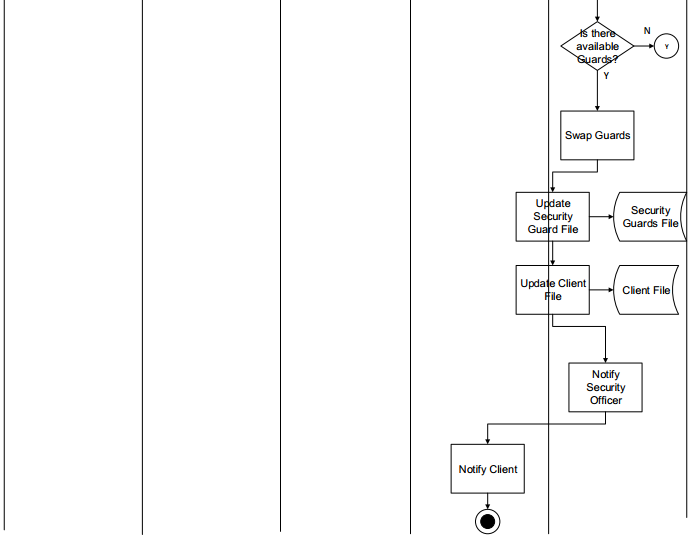 Is there
available
Guards?
N
Y
Y
Swap Guards
Update
Security
Guard File
Security
Guards File
Update Client
File
Client File
Notify
Security
Officer
Notify Client